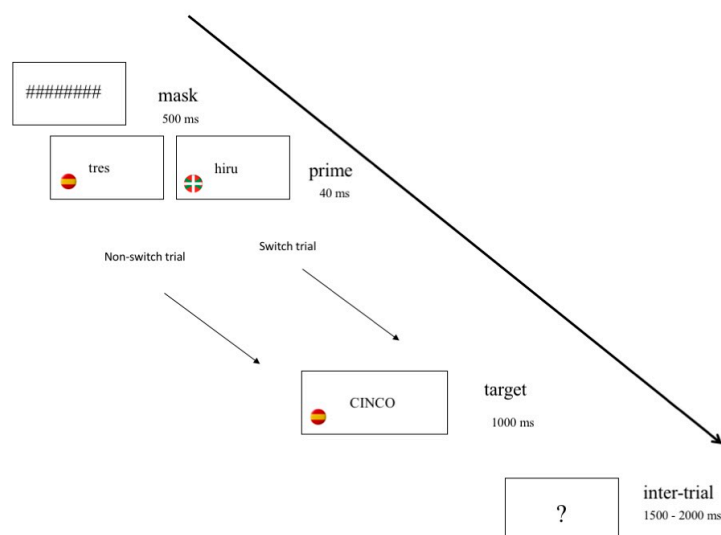 ########
mask
500 ms
tres
hiru
prime
40 ms
Non-switch trial
Switch trial
CINCO
target
1000 ms
?
inter-trial
1500 - 2000 ms